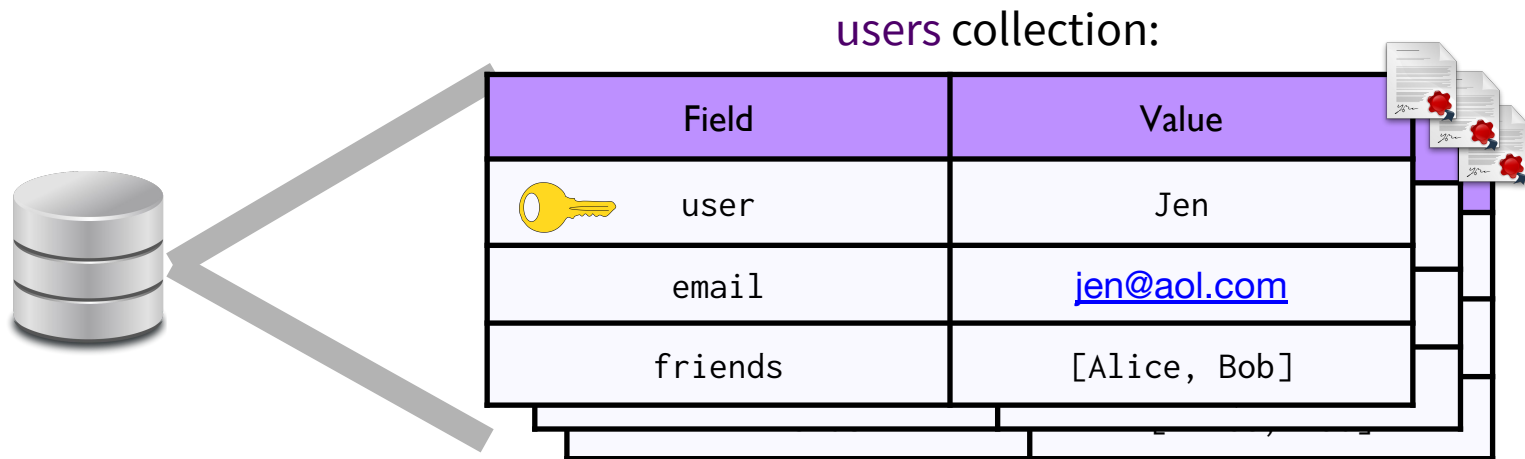 users collection:
Field Value
user Jen
email jen@aol.com
friends [Alice, Bob]